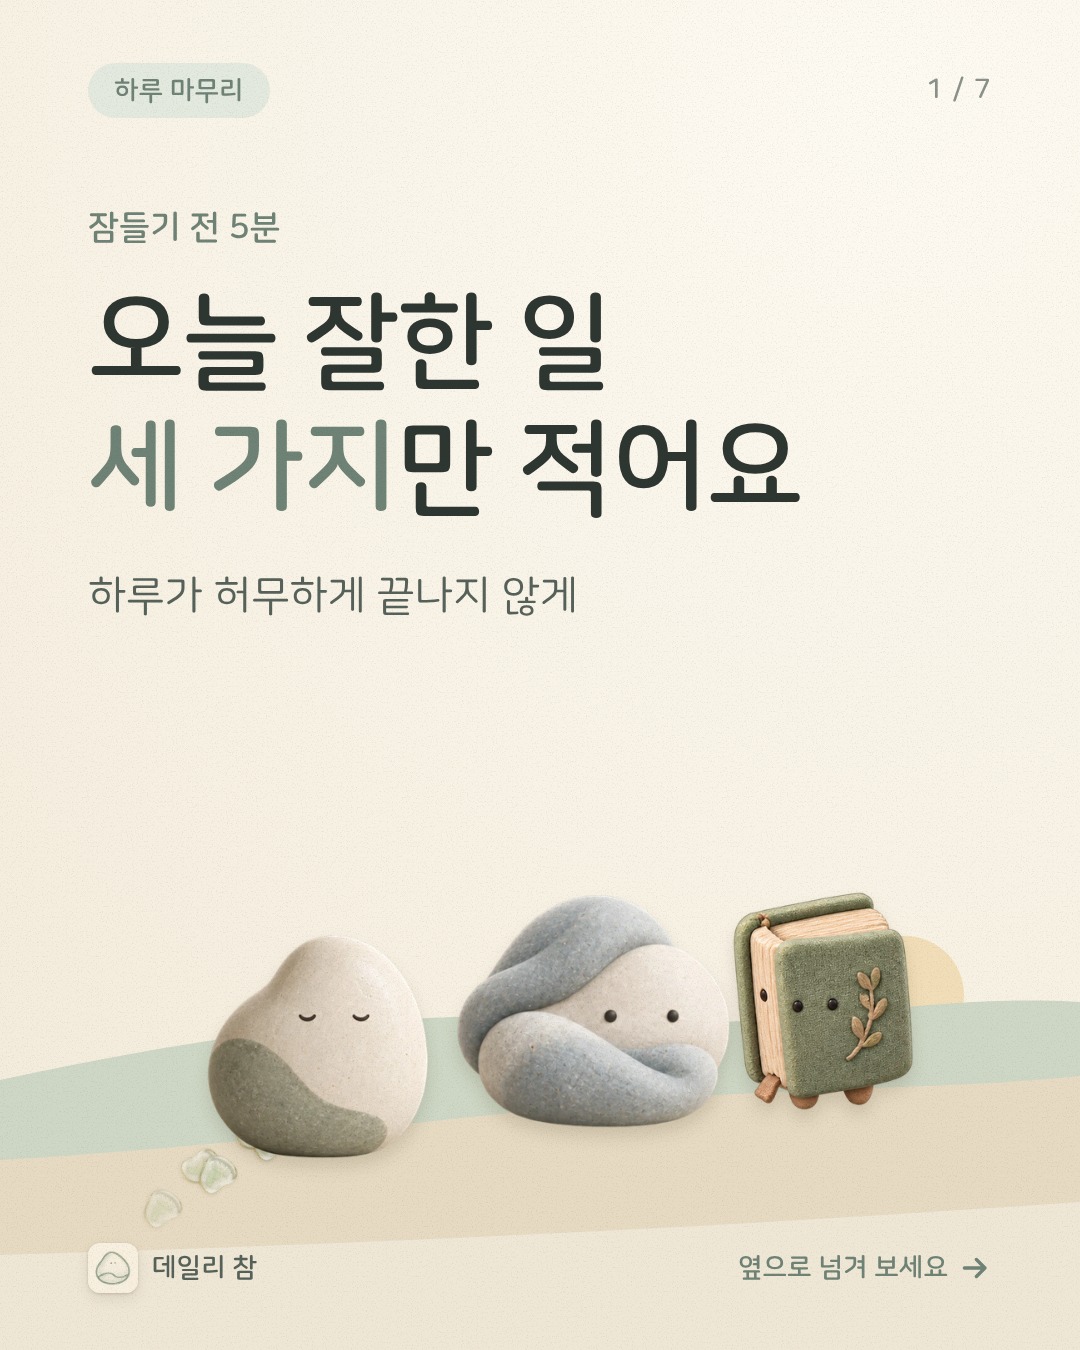 하루 마무리
1 / 7
잠들기 전 5분
오늘 잘한 일
세 가지만 적어요
하루가 허무하게 끝나지 않게
데일리 참
옆으로 넘겨 보세요 →